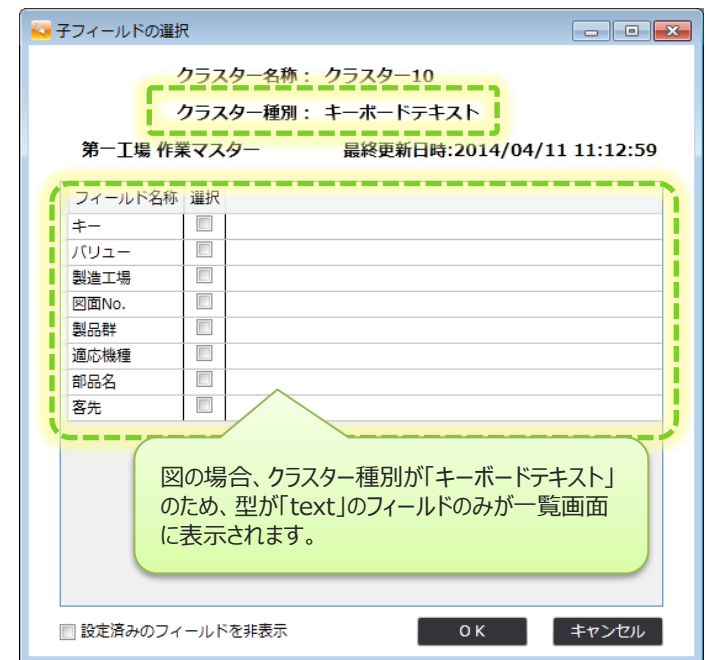 子フィールドの選択
クラスター名称： クラスター10
クラスター種別： キーボードテキスト
第一工場 作業マスター 最終更新日時:2014/04/11 11:12:59
フィールド名称 選択
キー
バリュー
製造工場
図面No.
製品群
適応機種
部品名
客先
図の場合、クラスター種別が「キーボードテキスト」
のため、型が「text」のフィールドのみが一覧画面
に表示されます。
設定済みのフィールドを非表示 OK キャンセル